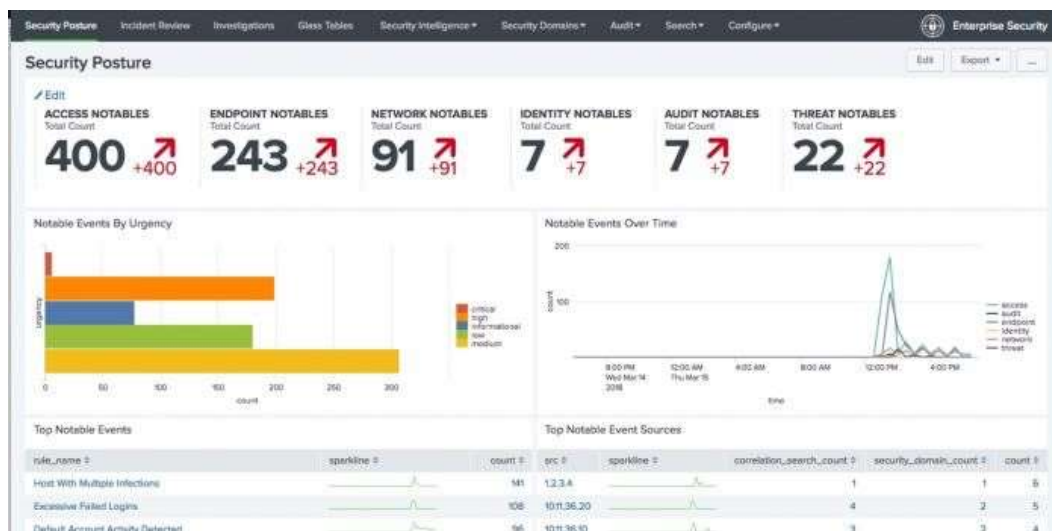 Security Posture Incident Review Investigations Glass Tables Security Intelligence Security Domains Audit Search Configure Enterprise Security
Security Posture
Edit Export ...
Edit
ACCESS NOTABLES
Total Count
400 +400
ENDPOINT NOTABLES
Total Count
243 +243
NETWORK NOTABLES
Total Count
91 +91
IDENTITY NOTABLES
Total Count
7 +7
AUDIT NOTABLES
Total Count
7 +7
THREAT NOTABLES
Total Count
22 +22
Notable Events By Urgency
urgency
critical
high
informational
low
medium
0 50 100 150 200 250 300
count
Notable Events Over Time
200
100
count
access
audit
endpoint
identity
network
threat
8:00 PM 12:00 AM 4:00 AM 8:00 AM 12:00 PM 4:00 PM
Wed Mar 14 Thu Mar 15
2018
time
Top Notable Events
rule_name sparkline count
Host With Multiple Infections 141
Excessive Failed Logins 108
Default Account Activity Detected 96
Top Notable Event Sources
src sparkline correlation_search_count security_domain_count count
1.2.3.4 1 1 6
10.11.36.20 4 2 5
10.11.36.10 3 3 4